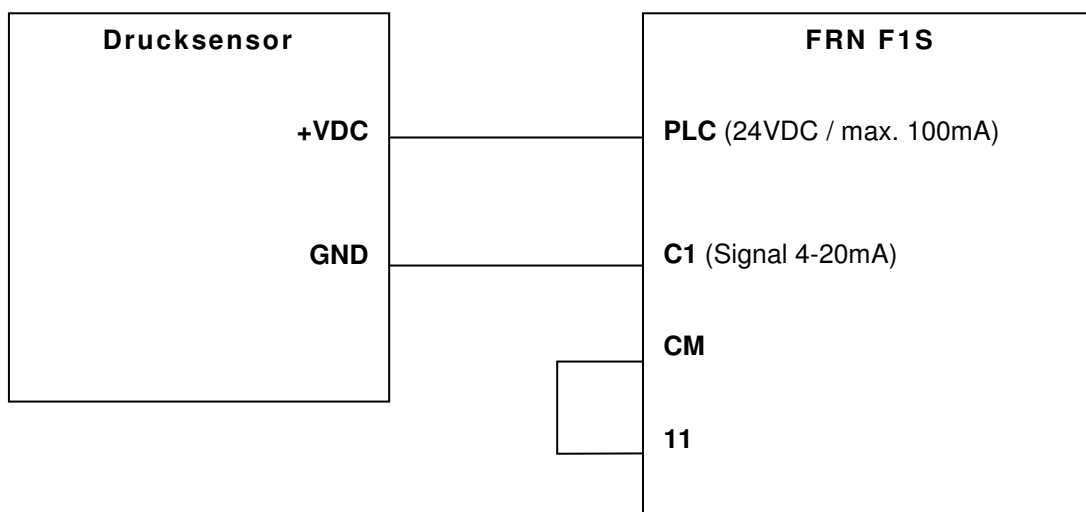 Drucksensor
FRN F1S
+VDC
PLC (24VDC / max. 100mA)
GND
C1 (Signal 4-20mA)
CM
11